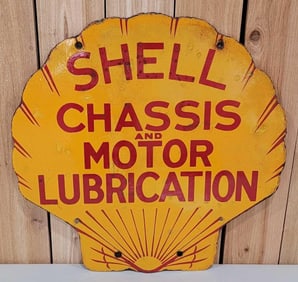 SHELL
CHASSIS
AND
MOTOR
LUBRICATION